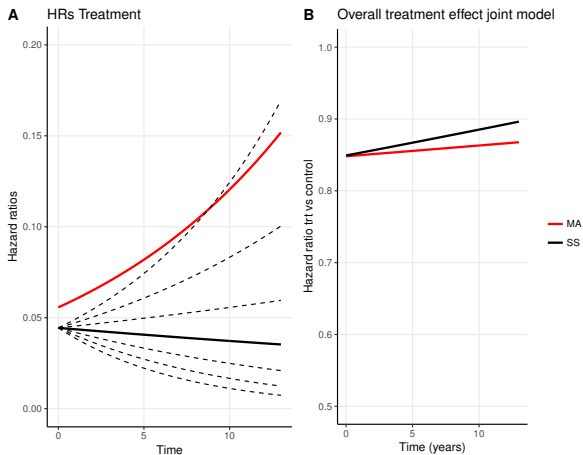 A
HRs Treatment
Hazard ratios
0.20
0.15
0.10
0.05
0.00
0
5
10
Time
B
Overall treatment effect joint model
Hazard ratio trt vs control
1.0
0.9
0.8
0.7
0.6
0.5
0
5
10
Time (years)
MA
SS